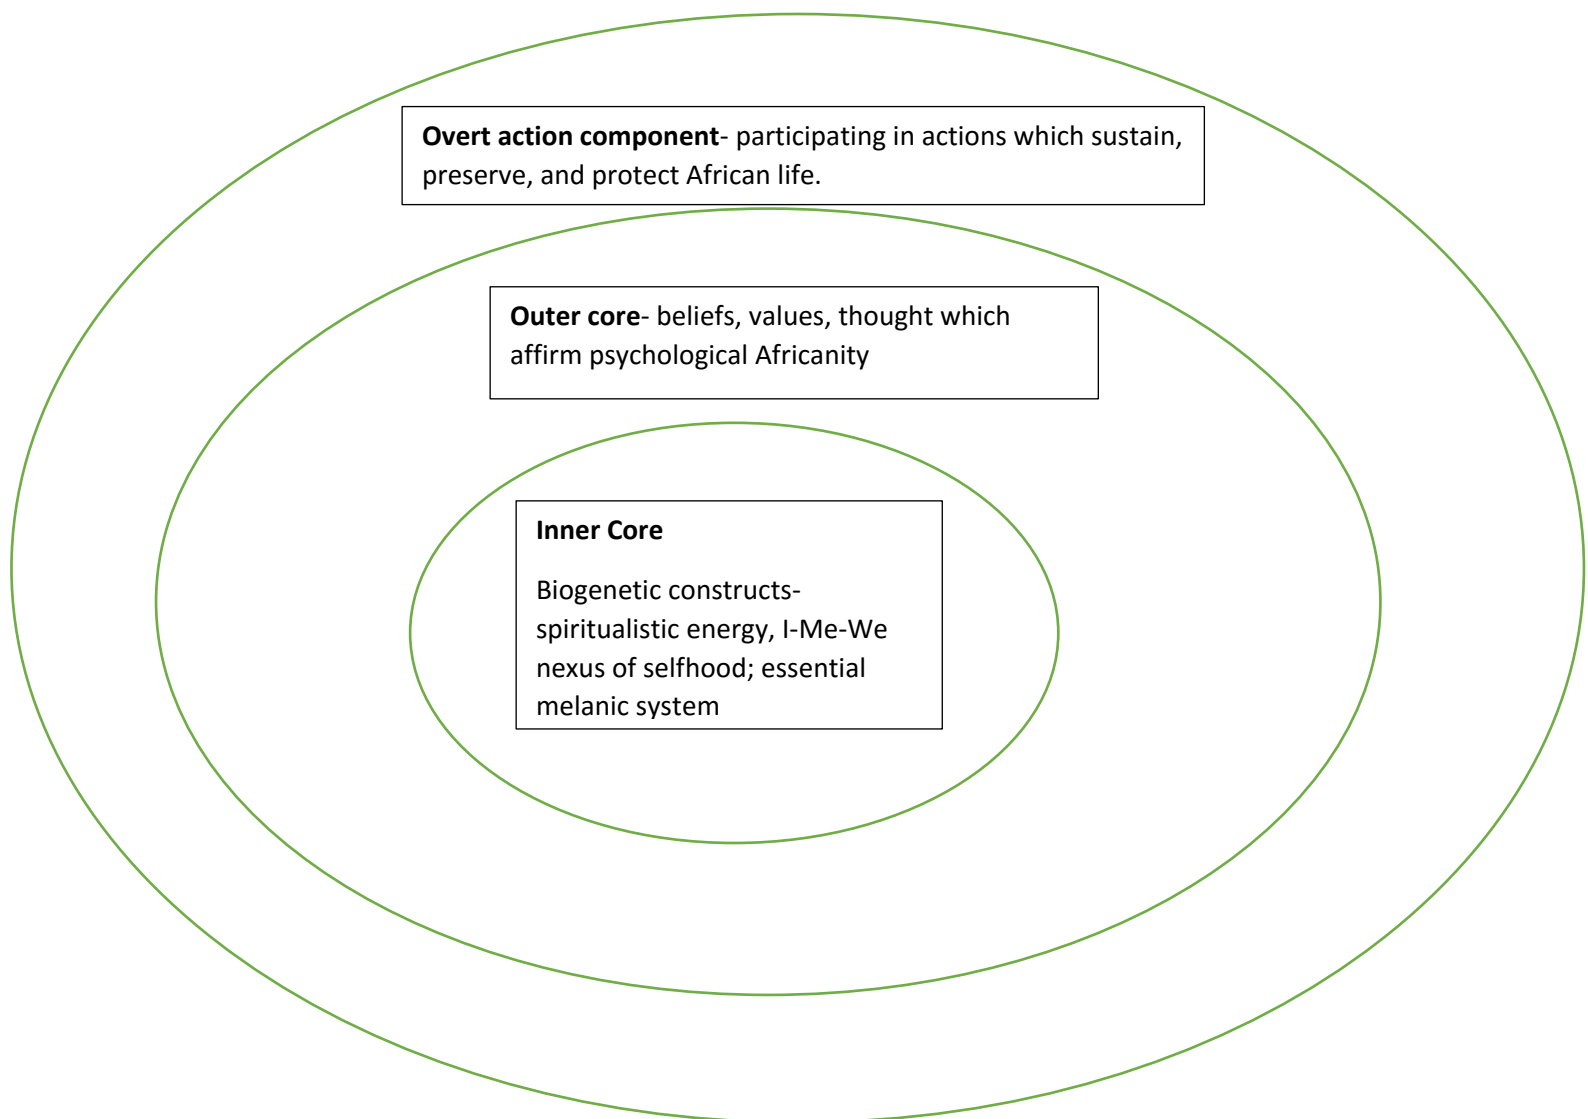 Overt action component- participating in actions which sustain,
preserve, and protect African life.
Outer core- beliefs, values, thought which
affirm psychological Africanity
Inner Core
Biogenetic constructs-
spiritualistic energy, I-Me-We
nexus of selfhood; essential
melanic system